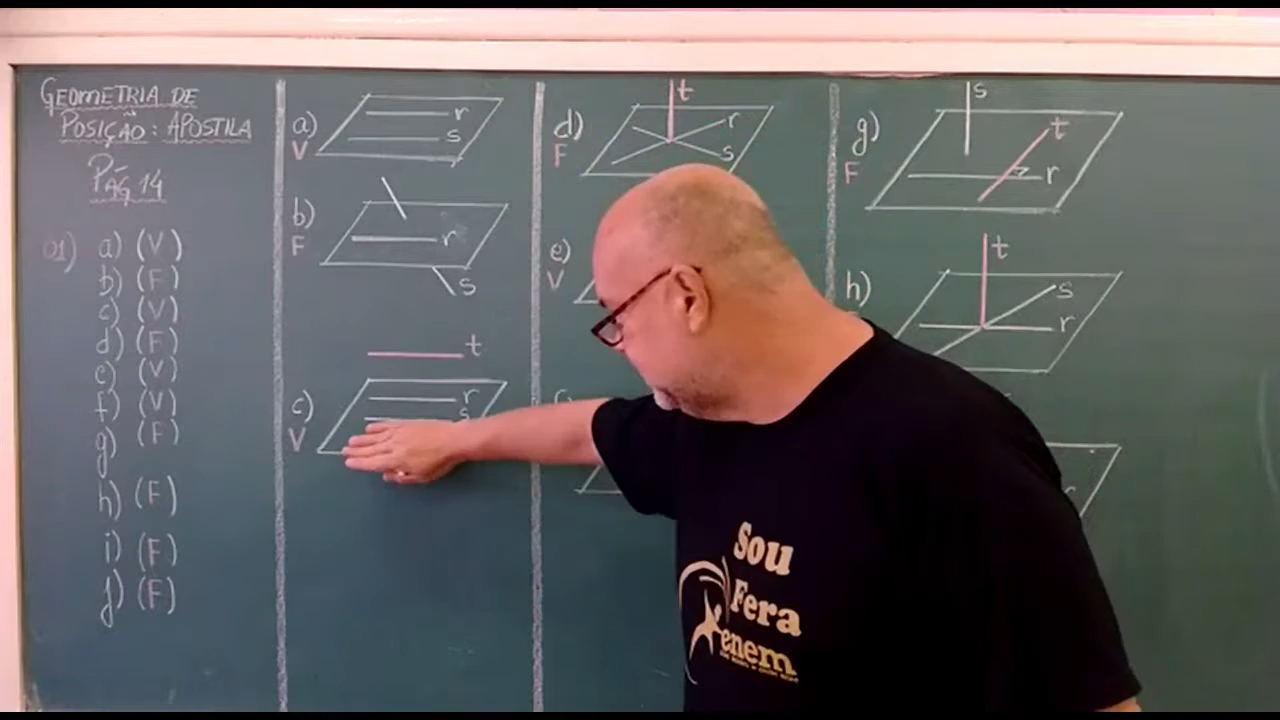 GEOMETRIA DE
POSIÇÃO: APOSTILA
PÁG 14
01) a) (V)
b) (F)
c) (V)
d) (F)
e) (V)
f) (V)
g) (F)
h) (F)
i) (F)
j) (F)
a) r
V s
b)
F r
s
t
c) r
V s
t
d) r
F s
e)
V
s
g) t
F r
t
h) s
r
Sou
Fera
enem